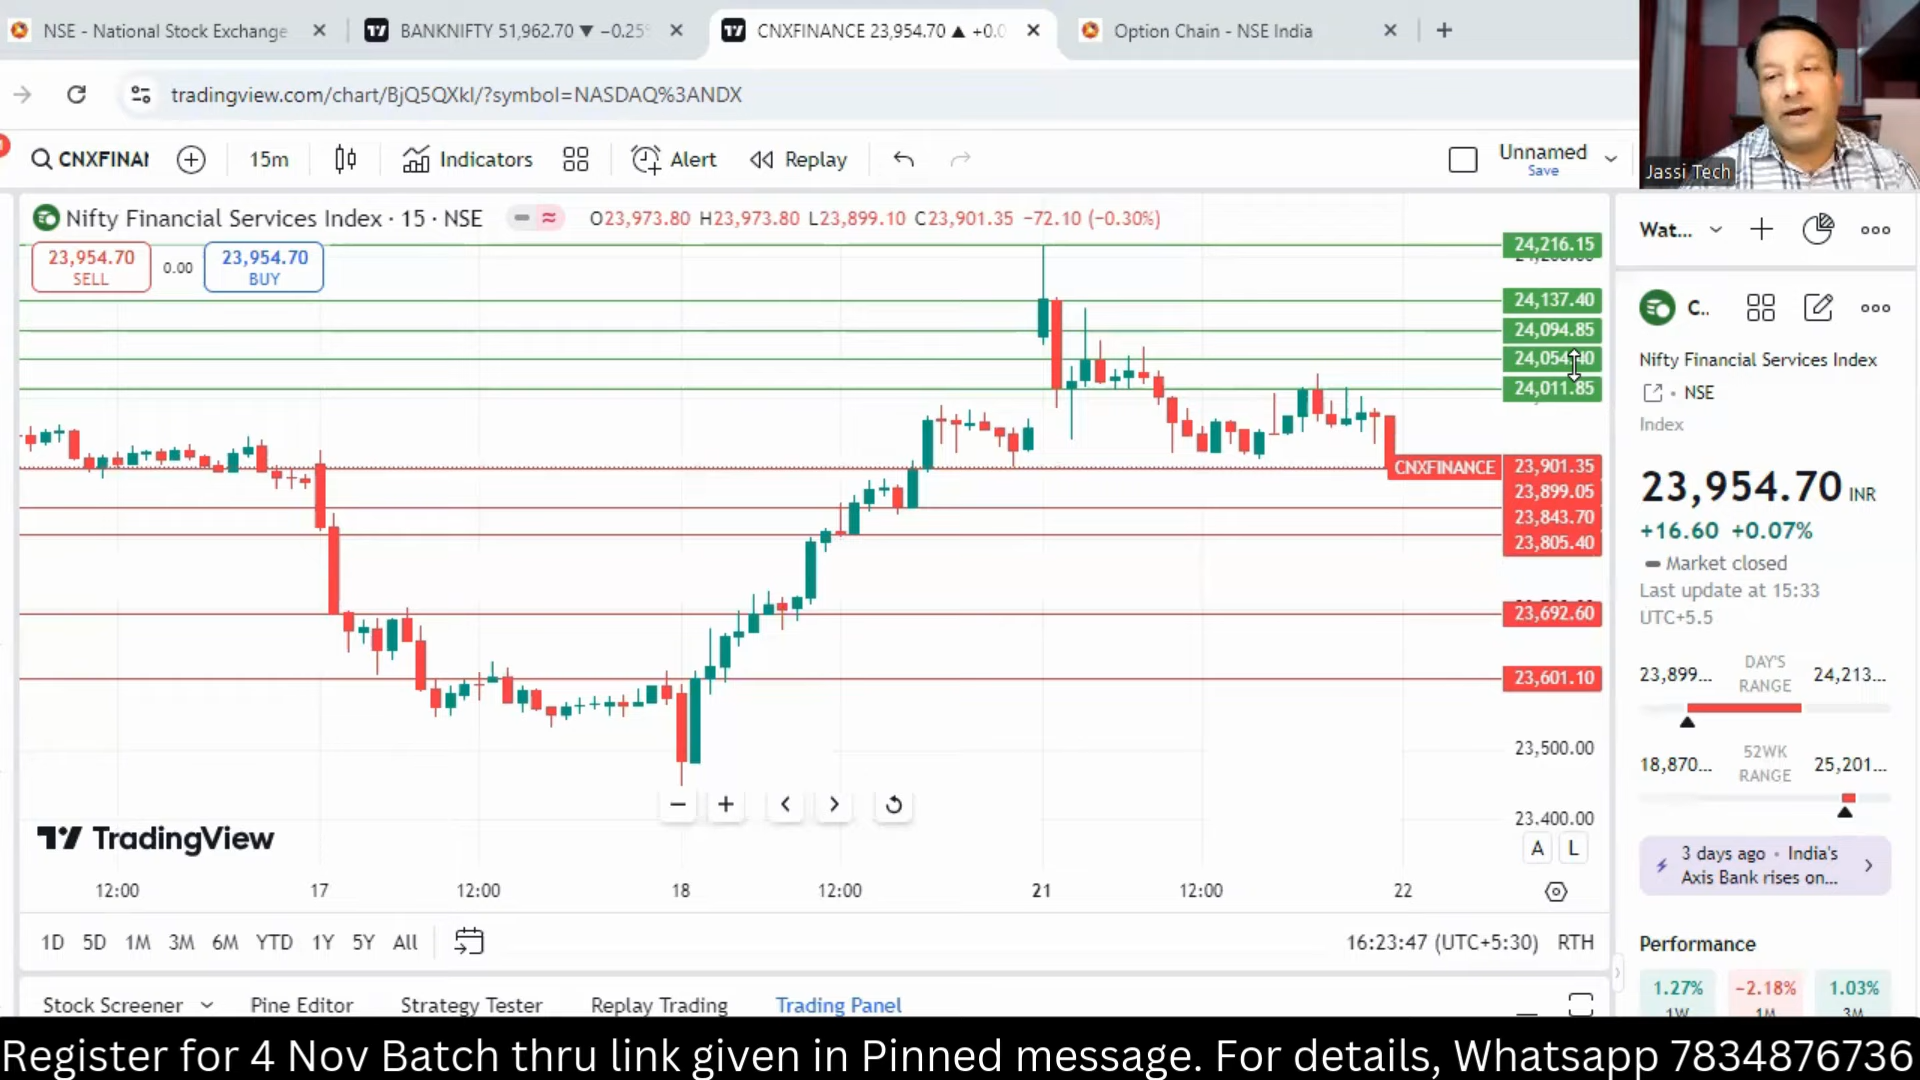 NSE - National Stock Exchange
BANKNIFTY 51,962.70 ▼ −0.25
CNXFINANCE 23,954.70 ▲ +0.0
Option Chain - NSE India
tradingview.com/chart/BjQ5QXkI/?symbol=NASDAQ%3ANDX
CNXFINAI
15m
Indicators
Alert
Replay
Unnamed
Save
Jassi Tech
Nifty Financial Services Index · 15 · NSE
O23,973.80 H23,973.80 L23,899.10 C23,901.35 −72.10 (−0.30%)
23,954.70
SELL
0.00
23,954.70
BUY
24,216.15
24,137.40
24,094.85
24,011.85
CNXFINANCE
23,901.35
23,899.05
23,843.70
23,805.40
23,692.60
23,601.10
23,500.00
23,400.00
A
L
TradingView
12:00
17
12:00
18
12:00
21
12:00
22
1D 5D 1M 3M 6M YTD 1Y 5Y All
16:23:47 (UTC+5:30) RTH
Stock Screener
Pine Editor
Strategy Tester
Replay Trading
Trading Panel
Wat...
C..
Nifty Financial Services Index
NSE
Index
23,954.70 INR
+16.60 +0.07%
Market closed
Last update at 15:33
UTC+5.5
23,899...
DAY'S
RANGE
24,213...
18,870...
52WK
RANGE
25,201...
3 days ago · India's
Axis Bank rises on...
Performance
1.27%
−2.18%
1.03%
1W
1M
3M
Register for 4 Nov Batch thru link given in Pinned message. For details, Whatsapp 7834876736